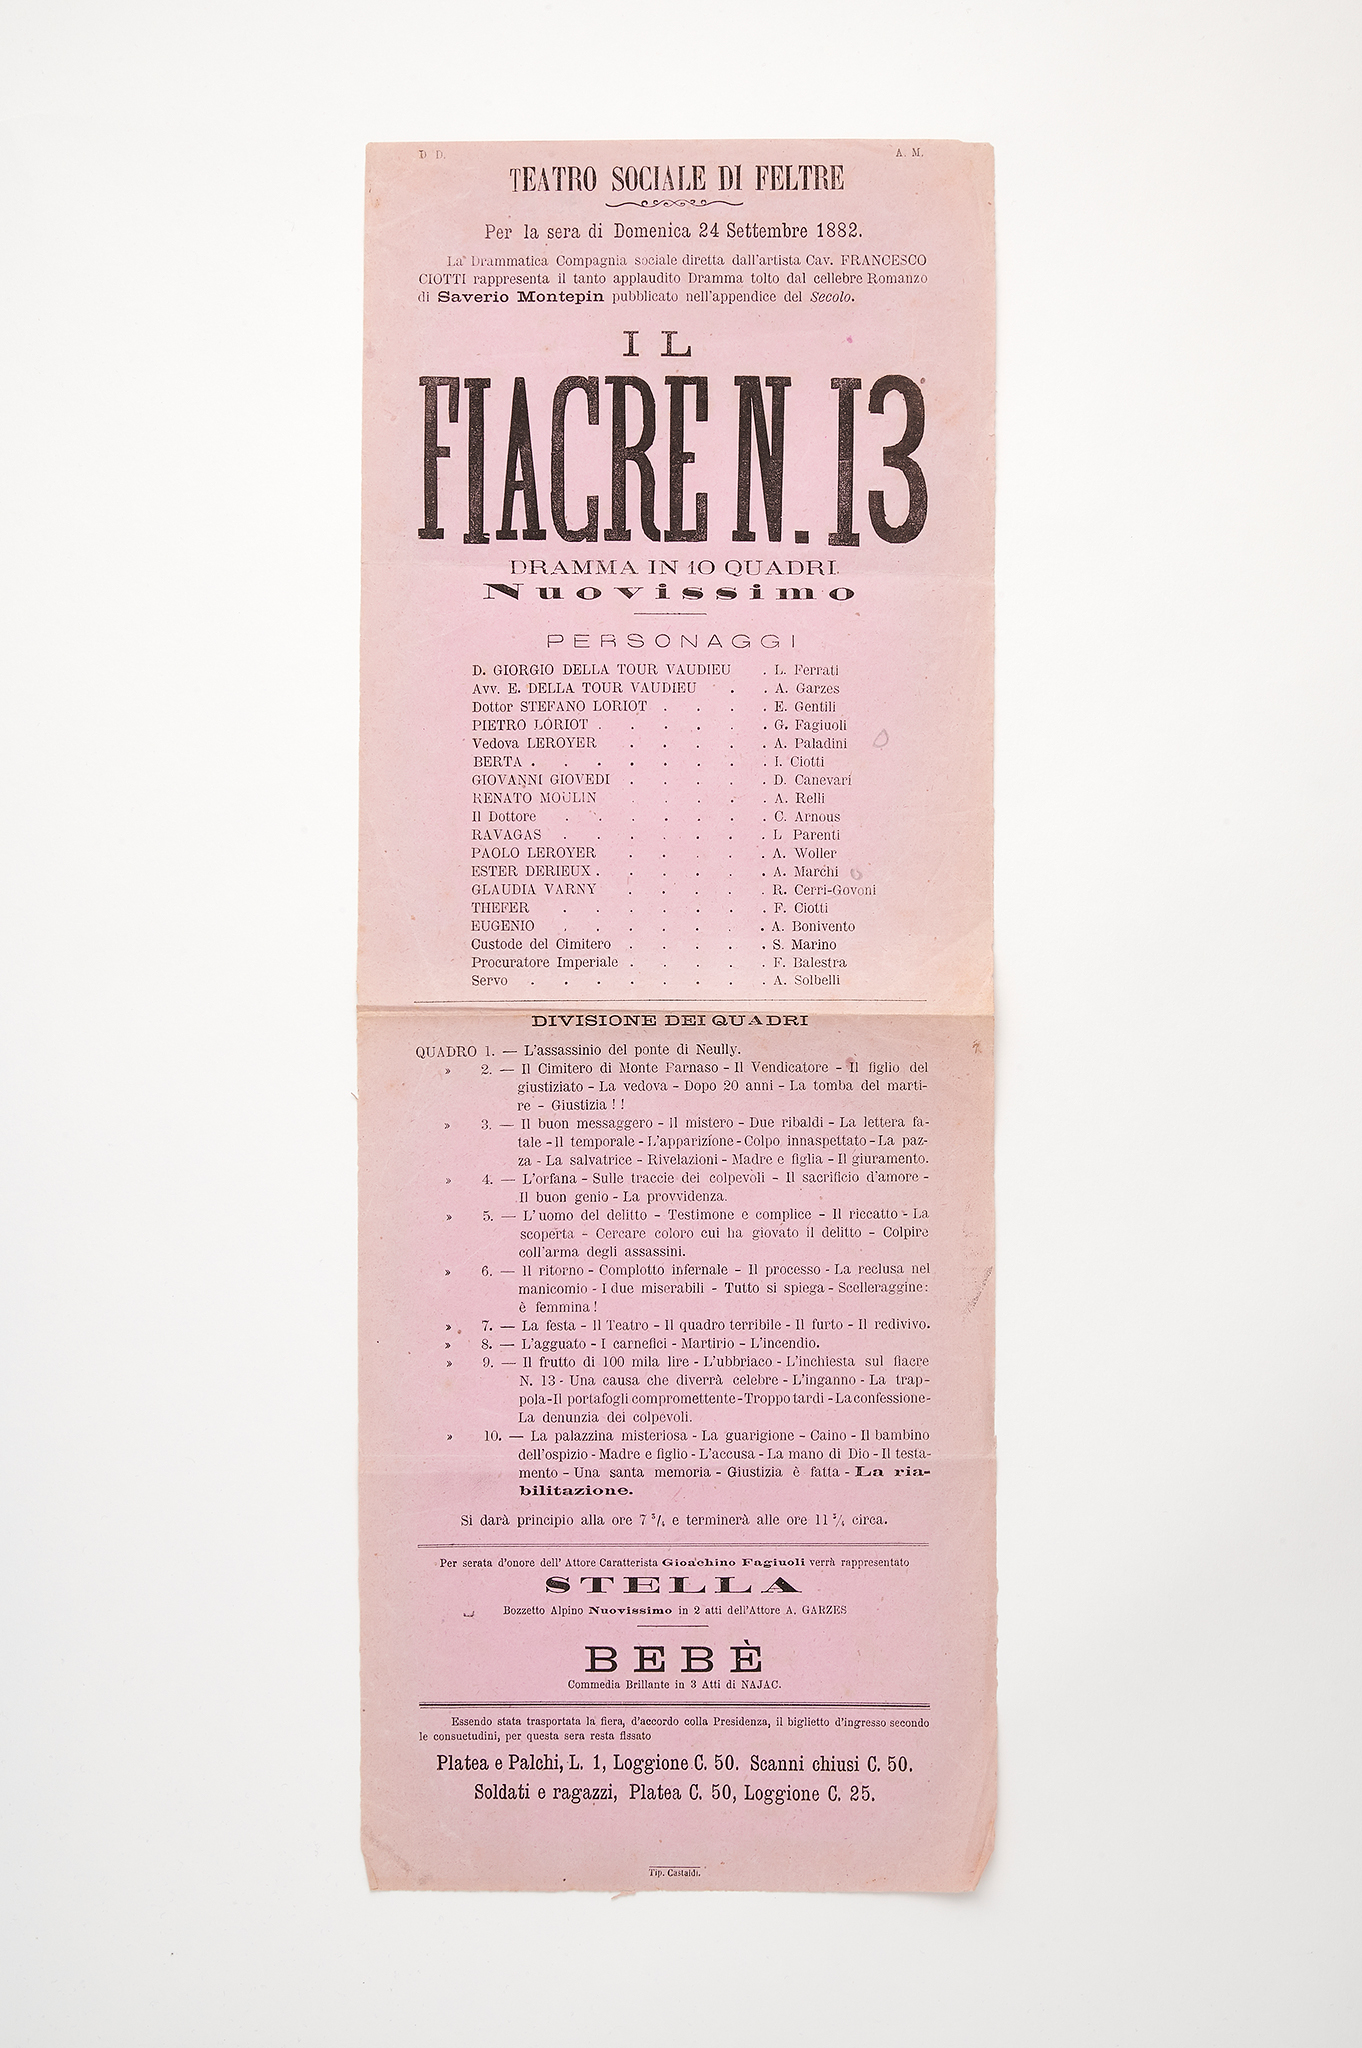 D D. A. M.
TEATRO SOCIALE DI FELTRE
Per la sera di Domenica 24 Settembre 1882.
La Drammatica Compagnia sociale diretta dall'artista Cav. FRANCESCO
CIOTTI rappresenta il tanto applaudito Dramma tolto dal cellebre Romanzo
di Saverio Montepin pubblicato nell'appendice del Secolo.
IL
FIACRE N. 13
DRAMMA IN 10 QUADRI
Nuovissimo
PERSONAGGI
D. GIORGIO DELLA TOUR VAUDIEU . L. Ferrati
Avv. E. DELLA TOUR VAUDIEU . . A. Garzes
Dottor STEFANO LORIOT . . . . E. Gentili
PIETRO LORIOT . . . . . . G. Fagiuoli
Vedova LEROYER . . . . . A. Paladini
BERTA . . . . . . . . I. Ciotti
GIOVANNI GIOVEDI . . . . . D. Canevari
RENATO MOULIN . . . . . A. Relli
Il Dottore . . . . . . . C. Arnous
RAVAGAS . . . . . . . L Parenti
PAOLO LEROYER . . . . . A. Woller
ESTER DERIEUX . . . . . . A. Marchi
GLAUDIA VARNY . . . . . R. Cerri-Govoni
THEFER . . . . . . . F. Ciotti
EUGENIO . . . . . . . A. Bonivento
Custode del Cimitero . . . . . S. Marino
Procuratore Imperiale . . . . . F. Balestra
Servo . . . . . . . . A. Solbelli
DIVISIONE DEI QUADRI
QUADRO 1. — L'assassinio del ponte di Neully.
» 2. — Il Cimitero di Monte Parnaso - Il Vendicatore - Il figlio del
giustiziato - La vedova - Dopo 20 anni - La tomba del marti-
re - Giustizia ! !
» 3. — Il buon messaggero - Il mistero - Due ribaldi - La lettera fa-
tale - Il temporale - L'apparizione - Colpo innaspettato - La paz-
za - La salvatrice - Rivelazioni - Madre e figlia - Il giuramento.
» 4. — L'orfana - Sulle traccie dei colpevoli - Il sacrificio d'amore -
Il buon genio - La provvidenza.
» 5. — L'uomo del delitto - Testimone e complice - Il riccatto - La
scoperta - Cercare coloro cui ha giovato il delitto - Colpire
coll'arma degli assassini.
» 6. — Il ritorno - Complotto infernale - Il processo - La reclusa nel
manicomio - I due miserabili - Tutto si spiega - Scelleraggine:
è femmina !
» 7. — La festa - Il Teatro - Il quadro terribile - Il furto - Il redivivo.
» 8. — L'agguato - I carnefici - Martirio - L'incendio.
» 9. — Il frutto di 100 mila lire - L'ubbriaco - L'inchiesta sul fiacre
N. 13 - Una causa che diverrà celebre - L'inganno - La trap-
pola - Il portafogli compromettente - Troppo tardi - La confessione -
La denunzia dei colpevoli.
» 10. — La palazzina misteriosa - La guarigione - Caino - Il bambino
dell'ospizio - Madre e figlio - L'accusa - La mano di Dio - Il testa-
mento - Una santa memoria - Giustizia è fatta - La ria-
bilitazione.
Si darà principio alla ore 7 3/4 e terminerà alle ore 11 3/4 circa.
Per serata d'onore dell' Attore Caratterista Gioachino Fagiuoli verrà rappresentato
STELLA
Bozzetto Alpino Nuovissimo in 2 atti dell'Attore A. GARZES
BEBÈ
Commedia Brillante in 3 Atti di NAJAC.
Essendo stata trasportata la fiera, d'accordo colla Presidenza, il biglietto d'ingresso secondo
le consuetudini, per questa sera resta fissato
Platea e Palchi, L. 1, Loggione C. 50. Scanni chiusi C. 50.
Soldati e ragazzi, Platea C. 50, Loggione C. 25.
Tip. Castaldi.